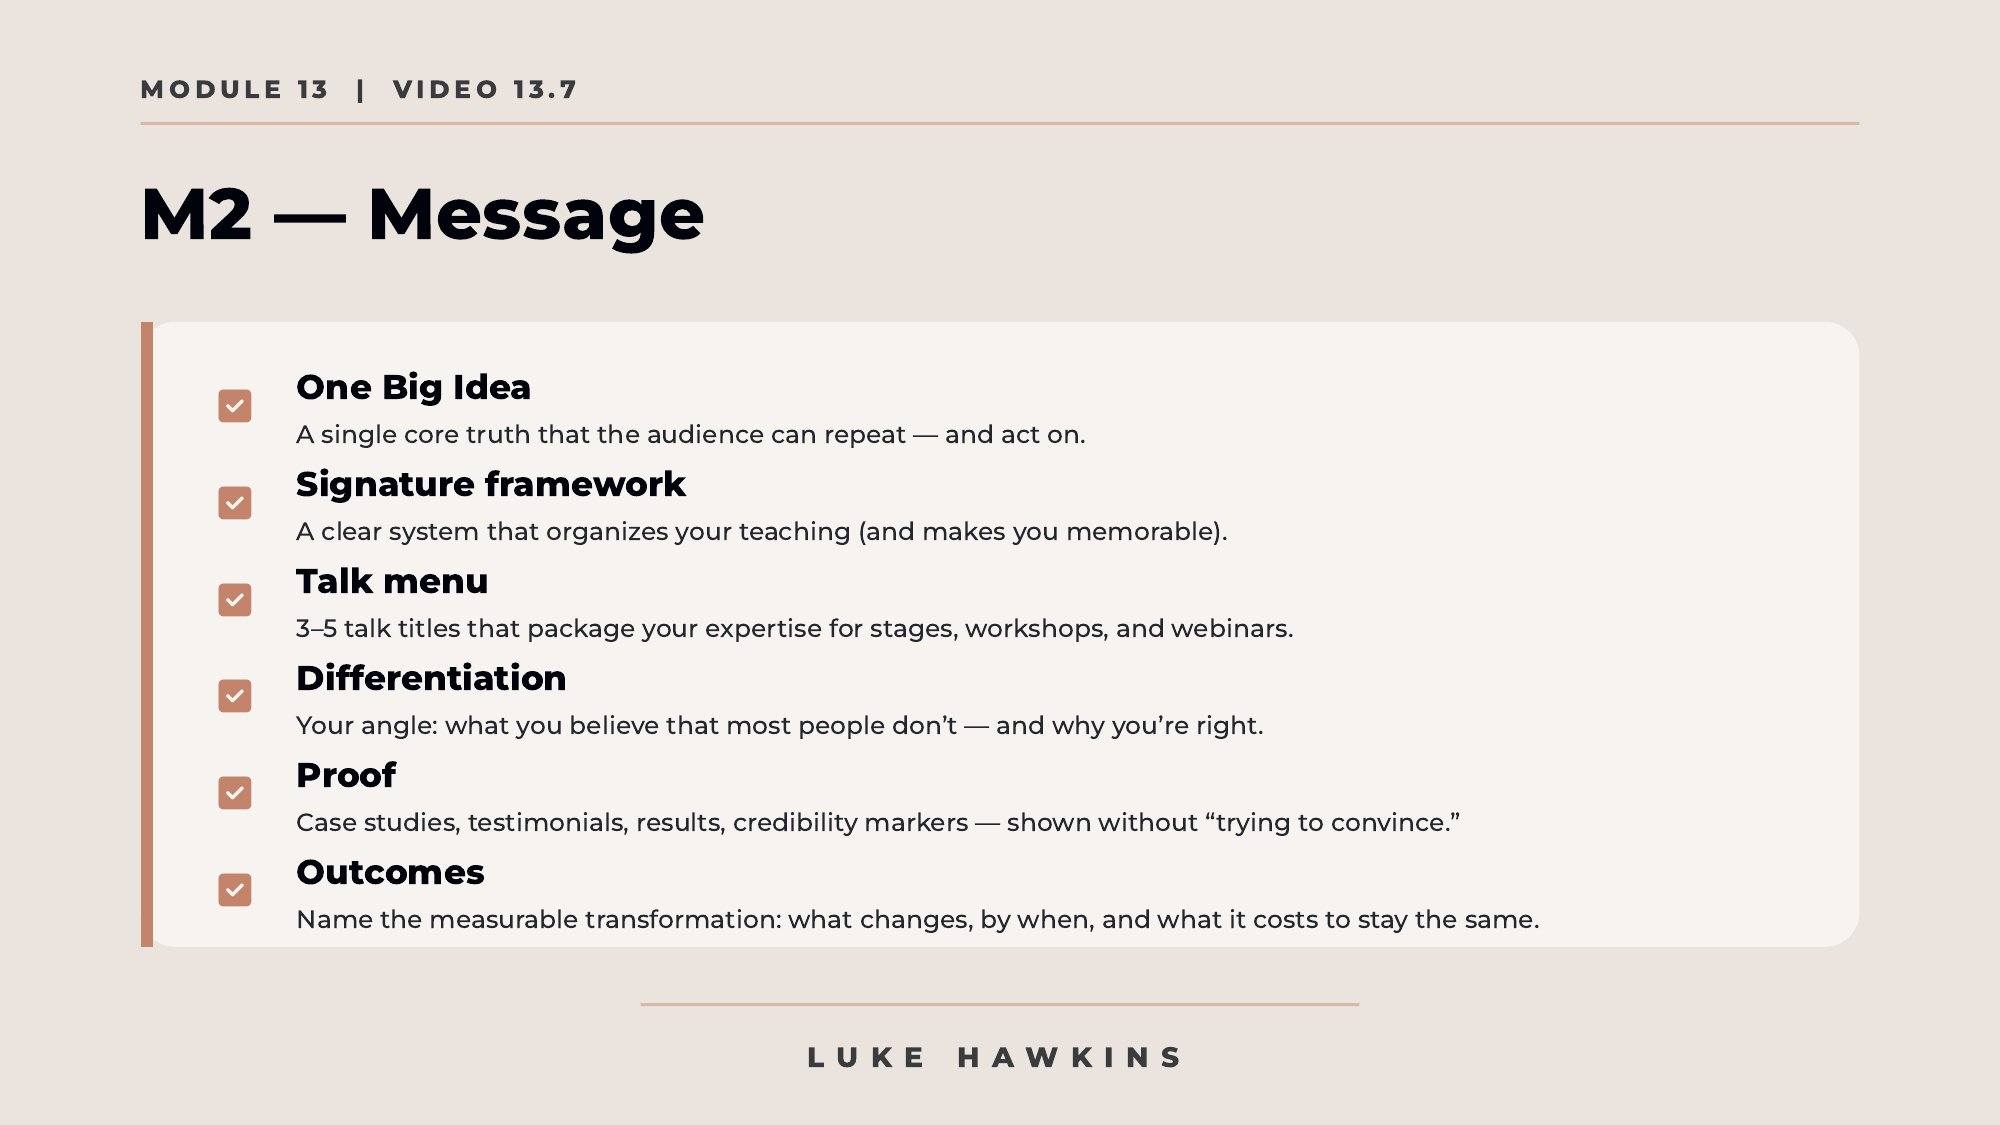 MODULE 13 | VIDEO 13.7
M2 — Message
One Big Idea
A single core truth that the audience can repeat — and act on.
Signature framework
A clear system that organizes your teaching (and makes you memorable).
Talk menu
3–5 talk titles that package your expertise for stages, workshops, and webinars.
Differentiation
Your angle: what you believe that most people don’t — and why you’re right.
Proof
Case studies, testimonials, results, credibility markers — shown without “trying to convince.”
Outcomes
Name the measurable transformation: what changes, by when, and what it costs to stay the same.
LUKE HAWKINS